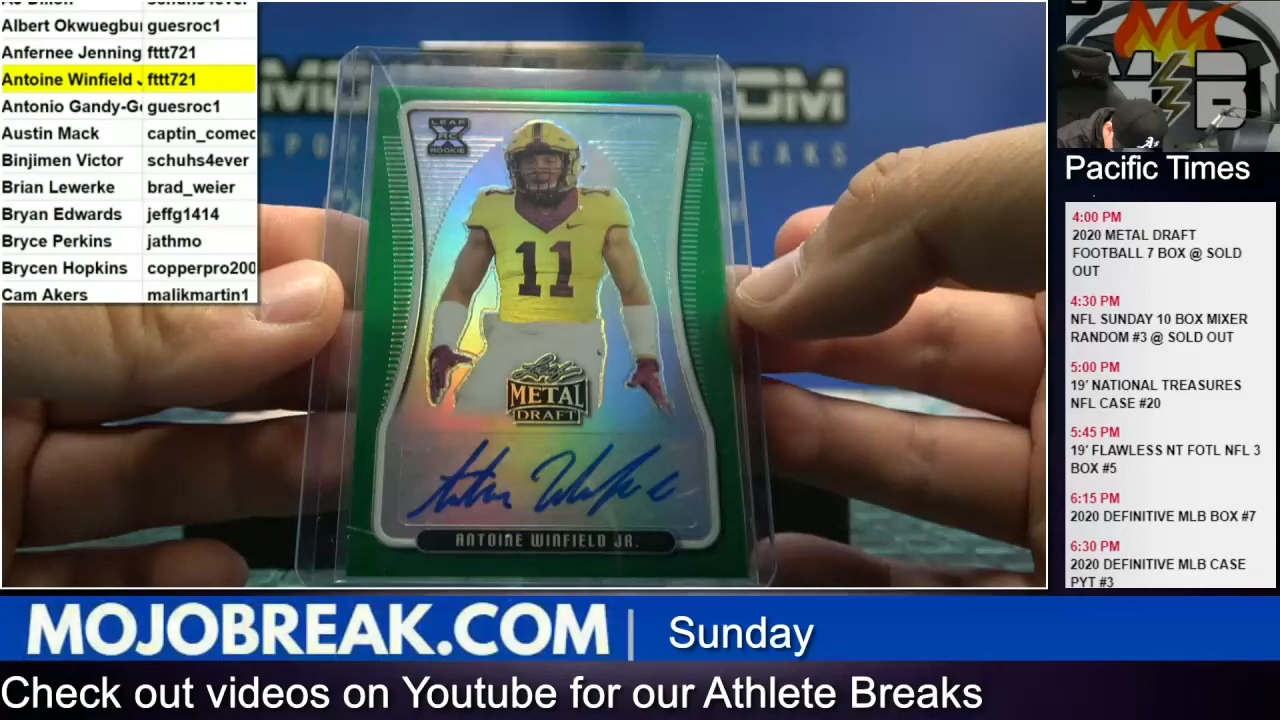 Albert Okwuegbu guesroc1
Anfernee Jenning fttt721
Antoine Winfield J fttt721
Antonio Gandy-G guesroc1
Austin Mack captin_comec
Binjimen Victor schuhs4ever
Brian Lewerke brad_weier
Bryan Edwards jeffg1414
Bryce Perkins jathmo
Brycen Hopkins copperpro200
Cam Akers malikmartin1
LEAF
RC
ROOKIE
11
Leaf
METAL
DRAFT
Antoine Winfield
ANTOINE WINFIELD JR.
Pacific Times
4:00 PM
2020 METAL DRAFT
FOOTBALL 7 BOX @ SOLD
OUT
4:30 PM
NFL SUNDAY 10 BOX MIXER
RANDOM #3 @ SOLD OUT
5:00 PM
19' NATIONAL TREASURES
NFL CASE #20
5:45 PM
19' FLAWLESS NT FOTL NFL 3
BOX #5
6:15 PM
2020 DEFINITIVE MLB BOX #7
6:30 PM
2020 DEFINITIVE MLB CASE
PYT #3
MOJOBREAK.COM | Sunday
Check out videos on Youtube for our Athlete Breaks